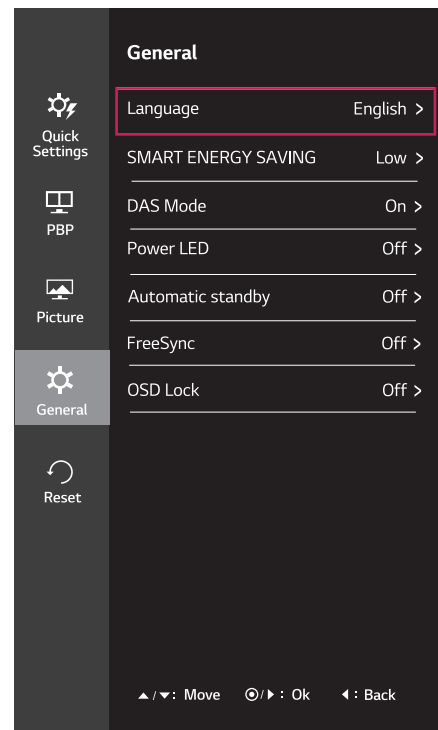 General
Quick
Settings
PBP
Picture
General
Reset
Language English >
SMART ENERGY SAVING Low >
DAS Mode On >
Power LED Off >
Automatic standby Off >
FreeSync Off >
OSD Lock Off >
▲/▼: Move ⦿/▶: Ok ◀: Back